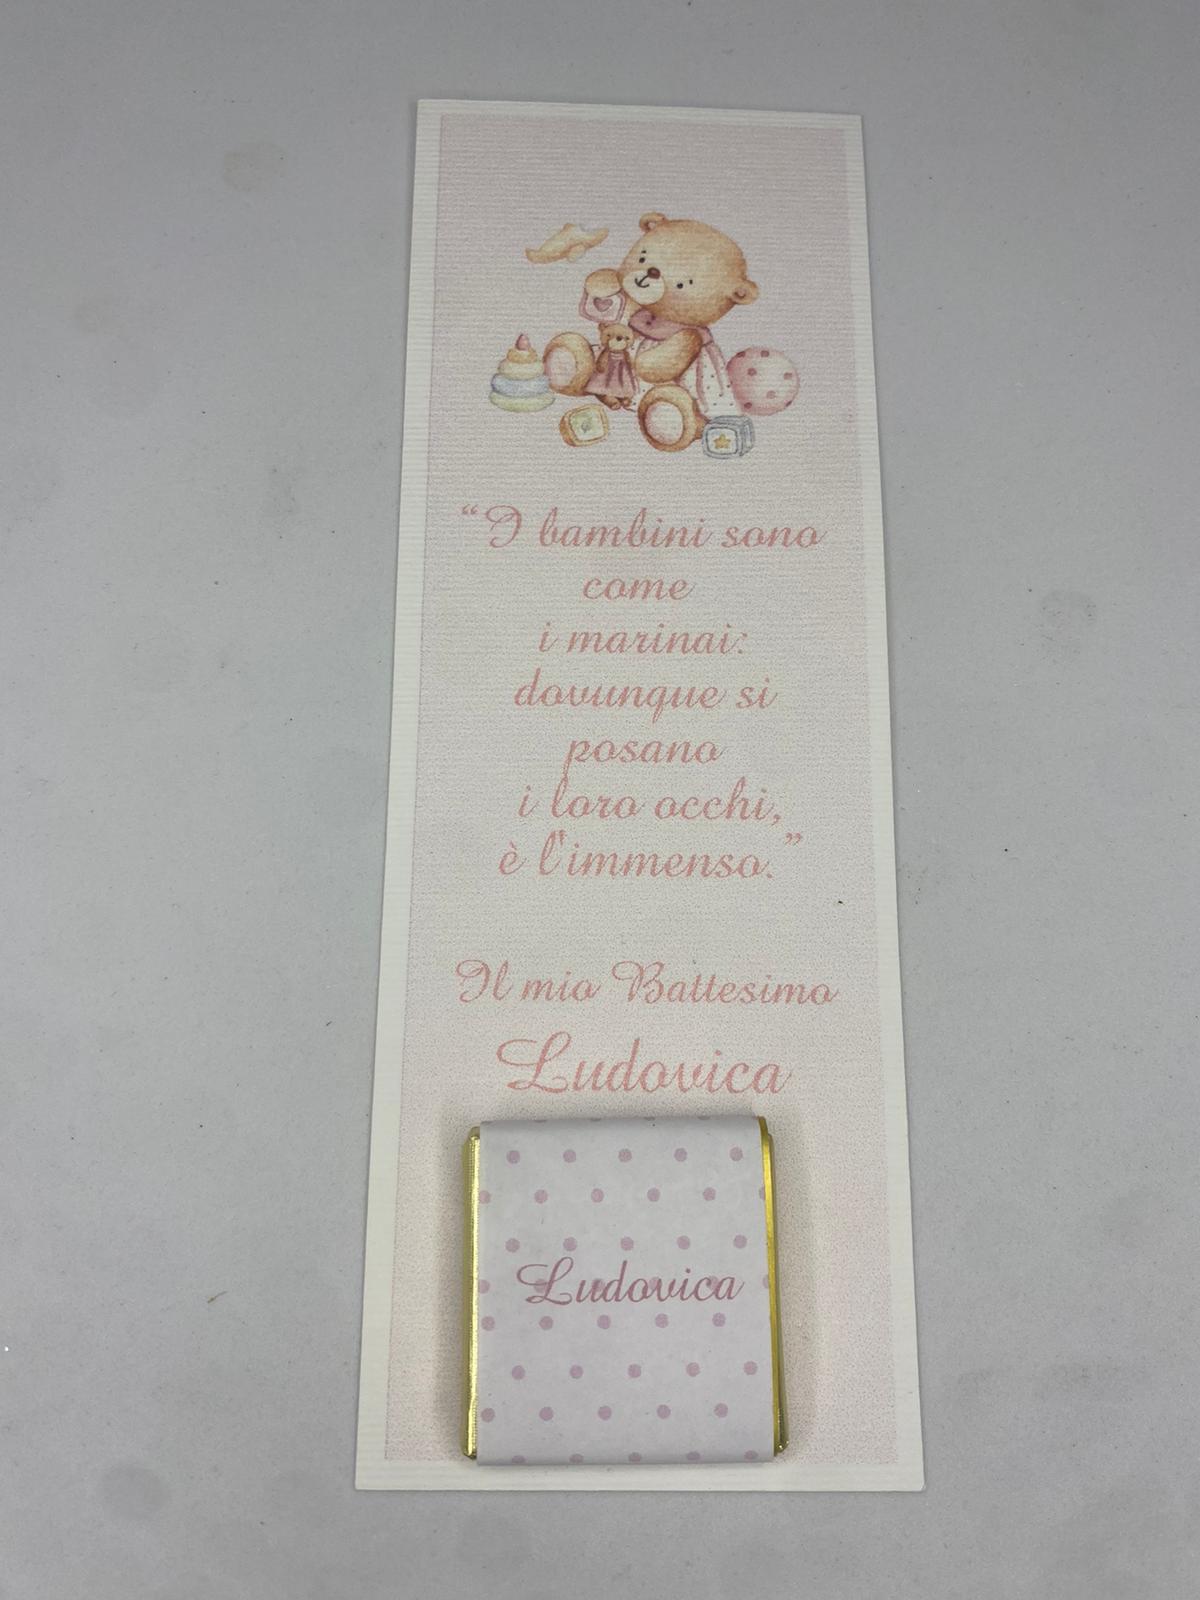 “I bambini sono
come
i marinai:
dovunque si
posano
i loro occhi,
è l'immenso.”
Il mio Battesimo
Ludovica
Ludovica